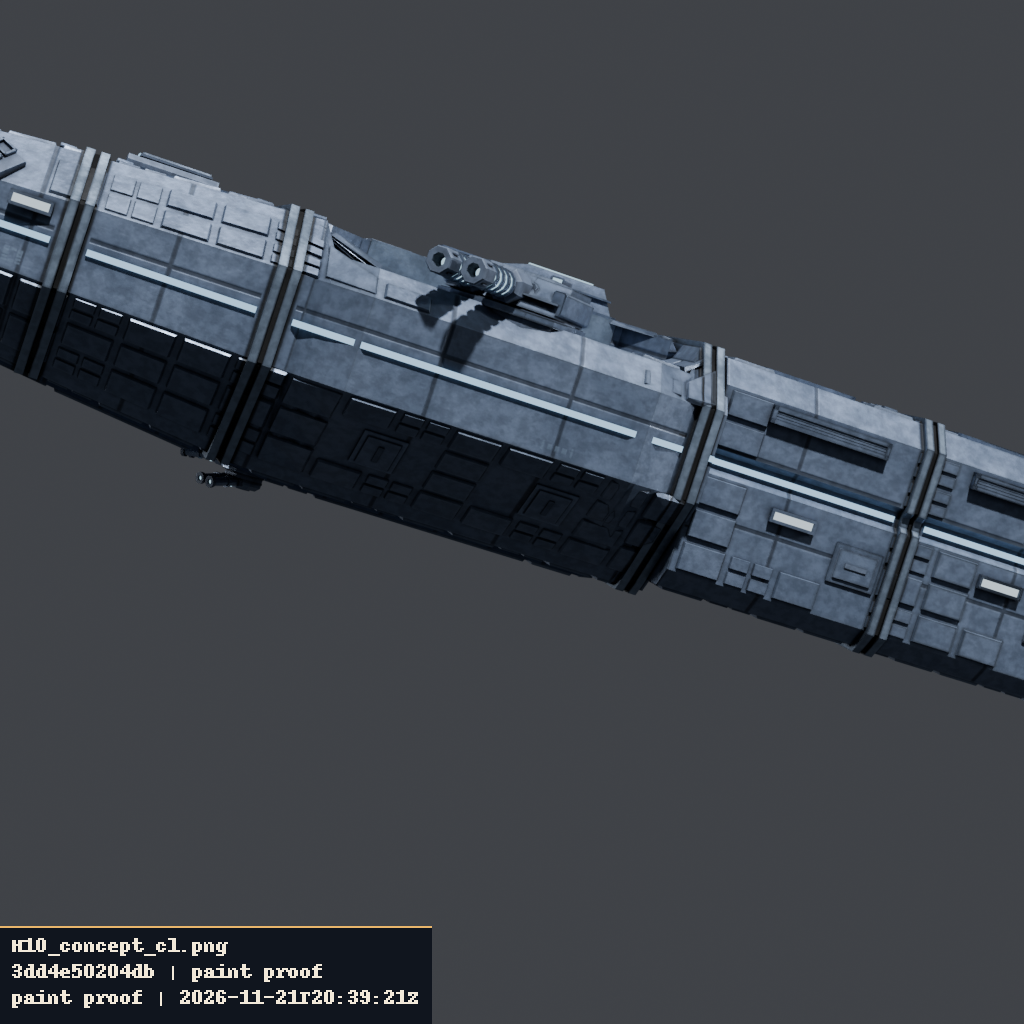 H10_concept_c1.png
3dd4e50204db | paint proof
paint proof | 2026-11-21T20:39:21Z